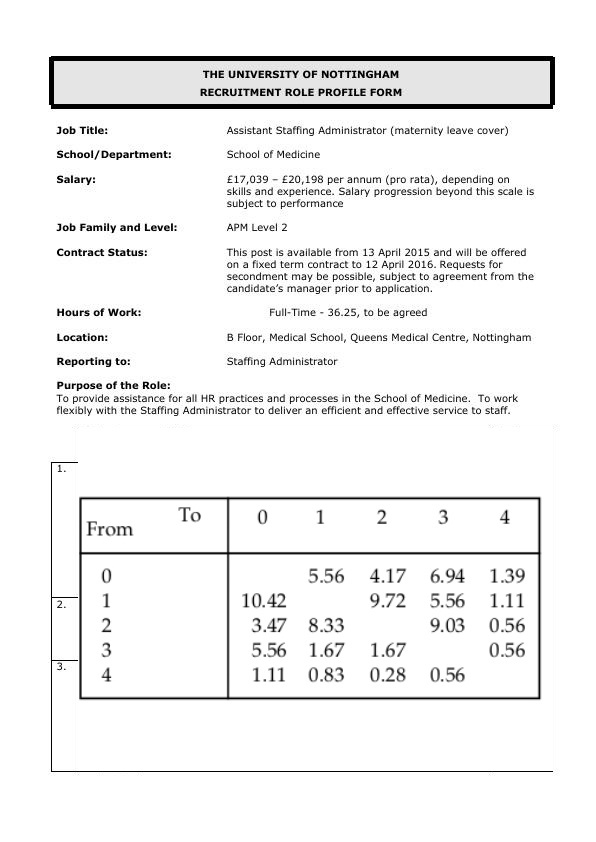 THE UNIVERSITY OF NOTTINGHAM
RECRUITMENT ROLE PROFILE FORM
Job Title: Assistant Staffing Administrator (maternity leave cover)
School/Department: School of Medicine
Salary: £17,039 – £20,198 per annum (pro rata), depending on
skills and experience. Salary progression beyond this scale is
subject to performance
Job Family and Level: APM Level 2
Contract Status: This post is available from 13 April 2015 and will be offered
on a fixed term contract to 12 April 2016. Requests for
secondment may be possible, subject to agreement from the
candidate’s manager prior to application.
Hours of Work: Full-Time - 36.25, to be agreed
Location: B Floor, Medical School, Queens Medical Centre, Nottingham
Reporting to: Staffing Administrator
Purpose of the Role:
To provide assistance for all HR practices and processes in the School of Medicine. To work
flexibly with the Staffing Administrator to deliver an efficient and effective service to staff.
1.
To 0 1 2 3 4
From
0 5.56 4.17 6.94 1.39
1 10.42 9.72 5.56 1.11
2. 2 3.47 8.33 9.03 0.56
3 5.56 1.67 1.67 0.56
3. 4 1.11 0.83 0.28 0.56